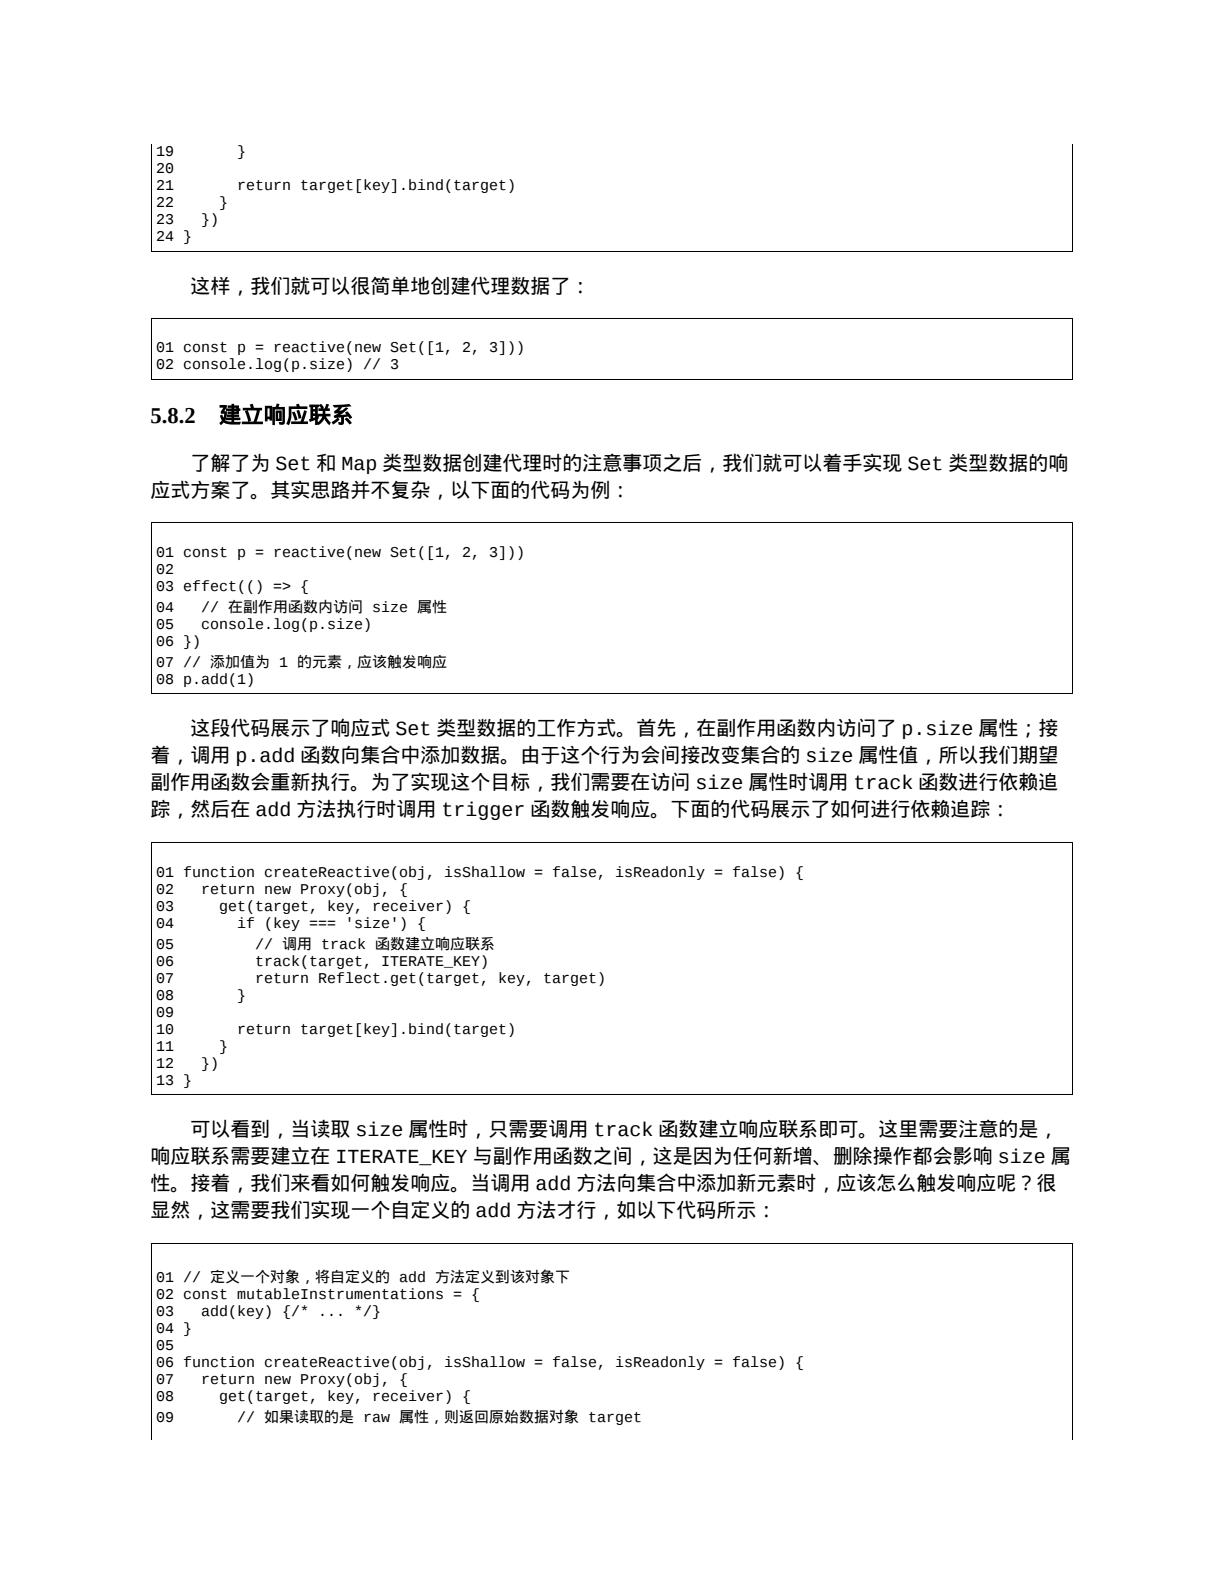 19       }
20
21       return target[key].bind(target)
22     }
23   })
24 }
这样，我们就可以很简单地创建代理数据了：
01 const p = reactive(new Set([1, 2, 3]))
02 console.log(p.size) // 3
5.8.2 建立响应联系
了解了为 Set 和 Map 类型数据创建代理时的注意事项之后，我们就可以着手实现 Set 类型数据的响
应式方案了。其实思路并不复杂，以下面的代码为例：
01 const p = reactive(new Set([1, 2, 3]))
02
03 effect(() => {
04   // 在副作用函数内访问 size 属性
05   console.log(p.size)
06 })
07 // 添加值为 1 的元素，应该触发响应
08 p.add(1)
这段代码展示了响应式 Set 类型数据的工作方式。首先，在副作用函数内访问了 p.size 属性；接
着，调用 p.add 函数向集合中添加数据。由于这个行为会间接改变集合的 size 属性值，所以我们期望
副作用函数会重新执行。为了实现这个目标，我们需要在访问 size 属性时调用 track 函数进行依赖追
踪，然后在 add 方法执行时调用 trigger 函数触发响应。下面的代码展示了如何进行依赖追踪：
01 function createReactive(obj, isShallow = false, isReadonly = false) {
02   return new Proxy(obj, {
03     get(target, key, receiver) {
04       if (key === 'size') {
05         // 调用 track 函数建立响应联系
06         track(target, ITERATE_KEY)
07         return Reflect.get(target, key, target)
08       }
09
10       return target[key].bind(target)
11     }
12   })
13 }
可以看到，当读取 size 属性时，只需要调用 track 函数建立响应联系即可。这里需要注意的是，
响应联系需要建立在 ITERATE_KEY 与副作用函数之间，这是因为任何新增、删除操作都会影响 size 属
性。接着，我们来看如何触发响应。当调用 add 方法向集合中添加新元素时，应该怎么触发响应呢？很
显然，这需要我们实现一个自定义的 add 方法才行，如以下代码所示：
01 // 定义一个对象，将自定义的 add 方法定义到该对象下
02 const mutableInstrumentations = {
03   add(key) {/* ... */}
04 }
05
06 function createReactive(obj, isShallow = false, isReadonly = false) {
07   return new Proxy(obj, {
08     get(target, key, receiver) {
09       // 如果读取的是 raw 属性，则返回原始数据对象 target